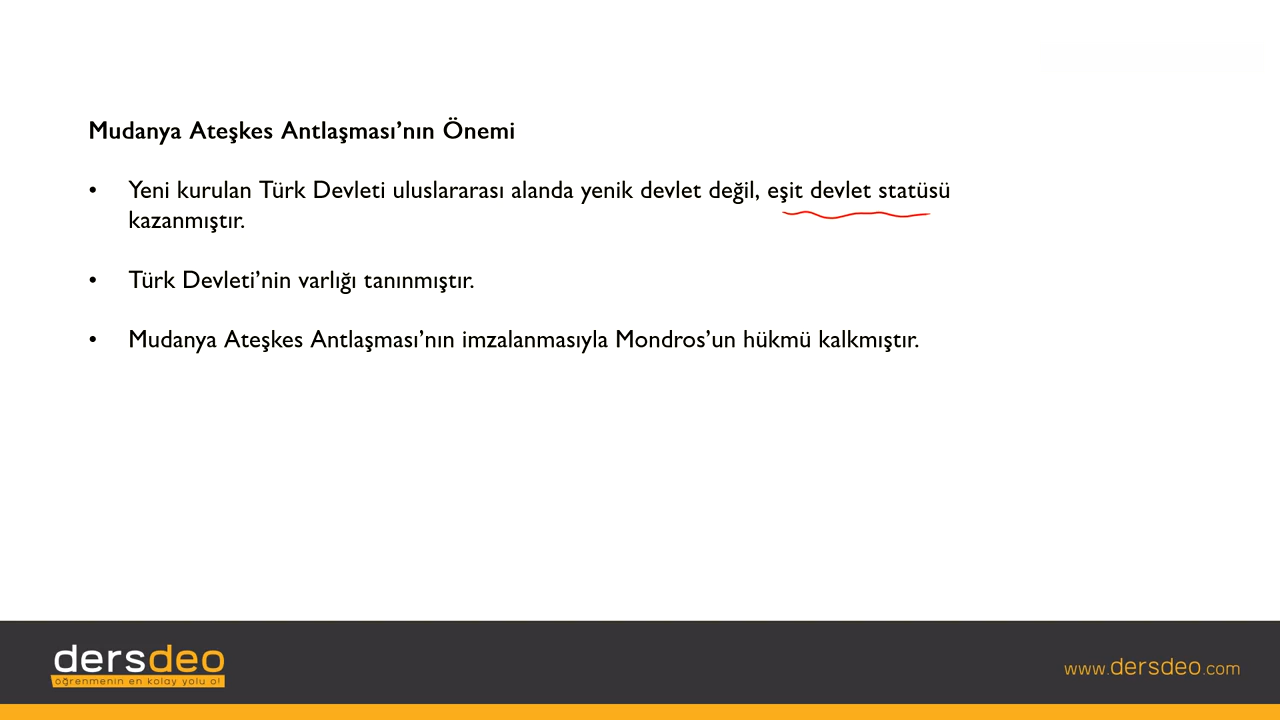 Mudanya Ateşkes Antlaşması’nın Önemi
• Yeni kurulan Türk Devleti uluslararası alanda yenik devlet değil, eşit devlet statüsü
kazanmıştır.
• Türk Devleti’nin varlığı tanınmıştır.
• Mudanya Ateşkes Antlaşması’nın imzalanmasıyla Mondros’un hükmü kalkmıştır.
dersdeo
öğrenmenin en kolay yolu o!
www.dersdeo.com